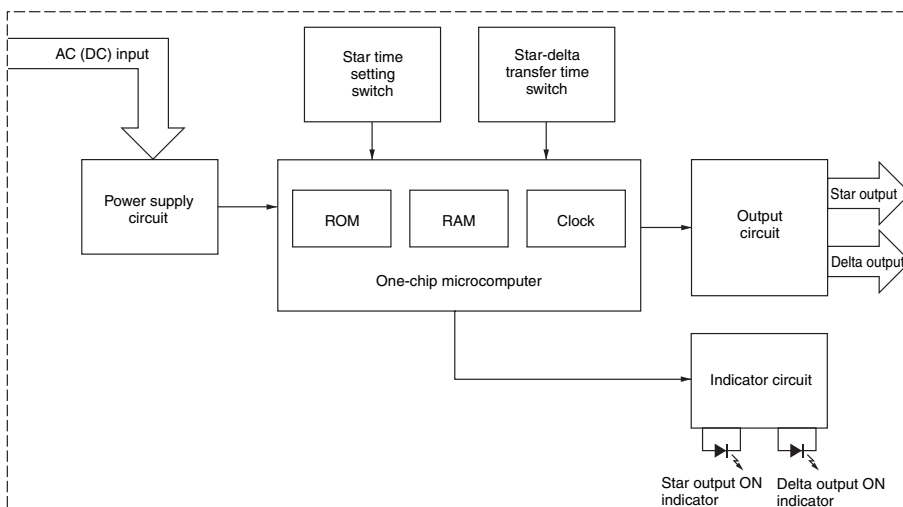 AC (DC) input
Star time
setting
switch
Star-delta
transfer time
switch
Power supply
circuit
ROM
RAM
Clock
One-chip microcomputer
Output
circuit
Star output
Delta output
Indicator circuit
Star output ON
indicator
Delta output ON
indicator